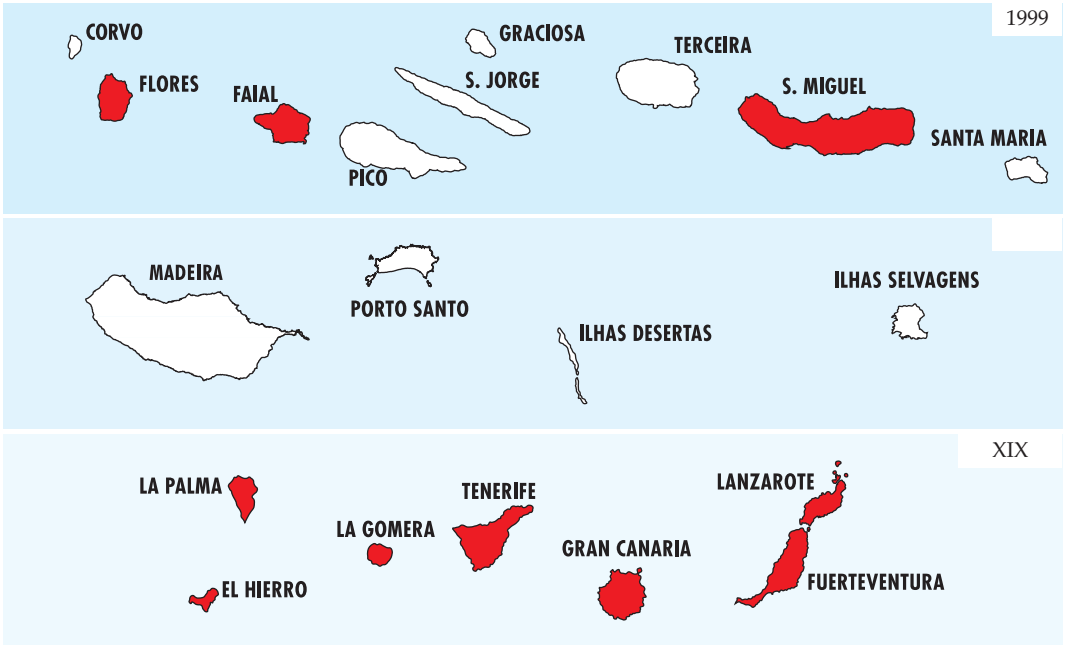 1999
CORVO
GRACIOSA
TERCEIRA
FLORES
FAIAL
S. JORGE
S. MIGUEL
SANTA MARIA
PICO
MADEIRA
PORTO SANTO
ILHAS SELVAGENS
ILHAS DESERTAS
XIX
LA PALMA
TENERIFE
LANZAROTE
LA GOMERA
GRAN CANARIA
EL HIERRO
FUERTEVENTURA